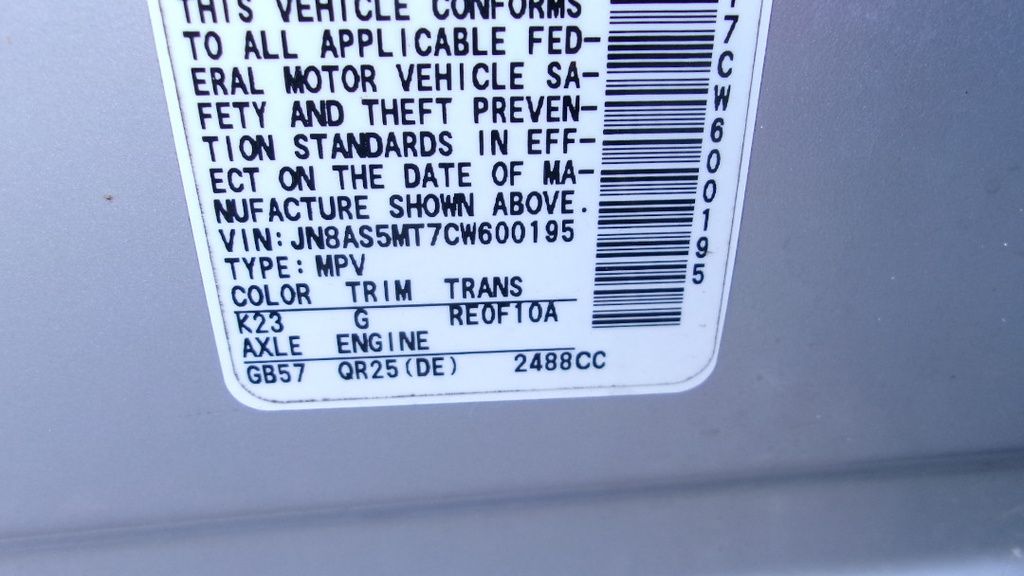 THIS VEHICLE CONFORMS
TO ALL APPLICABLE FED-
ERAL MOTOR VEHICLE SA-
FETY AND THEFT PREVEN-
TION STANDARDS IN EFF-
ECT ON THE DATE OF MA-
NUFACTURE SHOWN ABOVE.
VIN:JN8AS5MT7CW600195
TYPE:MPV
COLOR TRIM TRANS
K23 G RE0F10A
AXLE ENGINE
GB57 QR25(DE) 2488CC
7CW600195